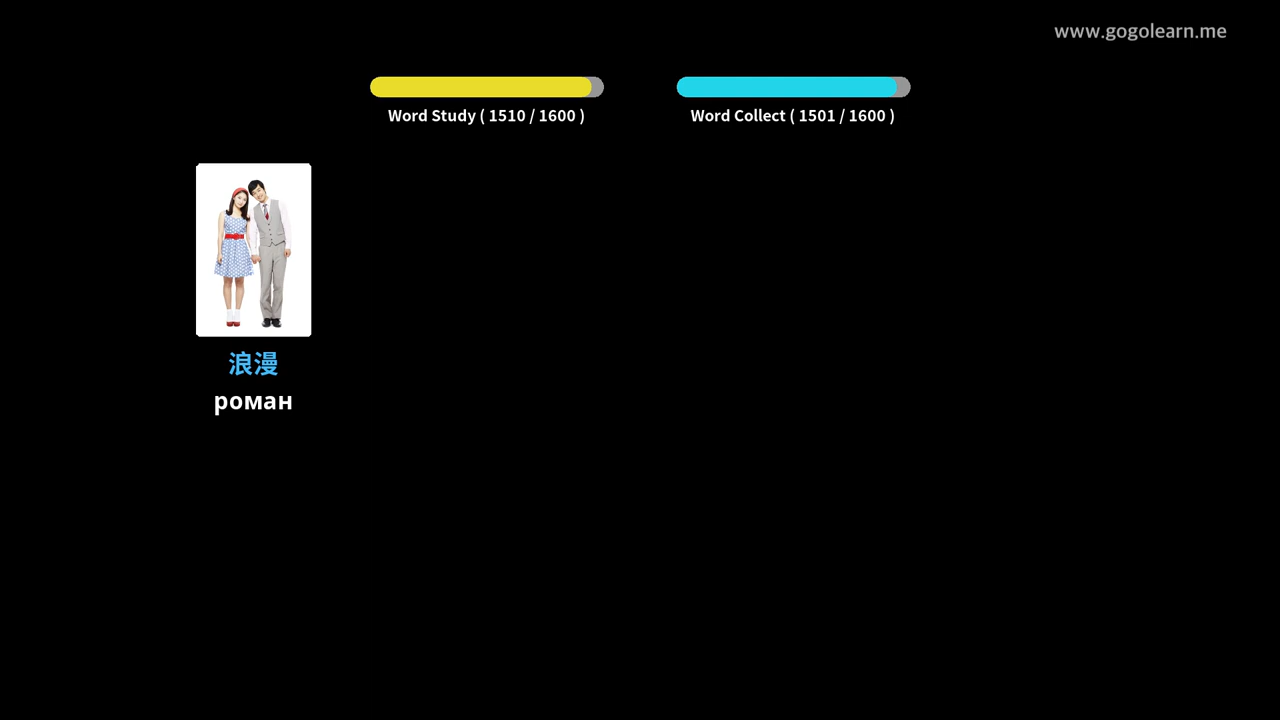 www.gogolearn.me
Word Study ( 1510 / 1600 )
Word Collect ( 1501 / 1600 )
浪漫
роман